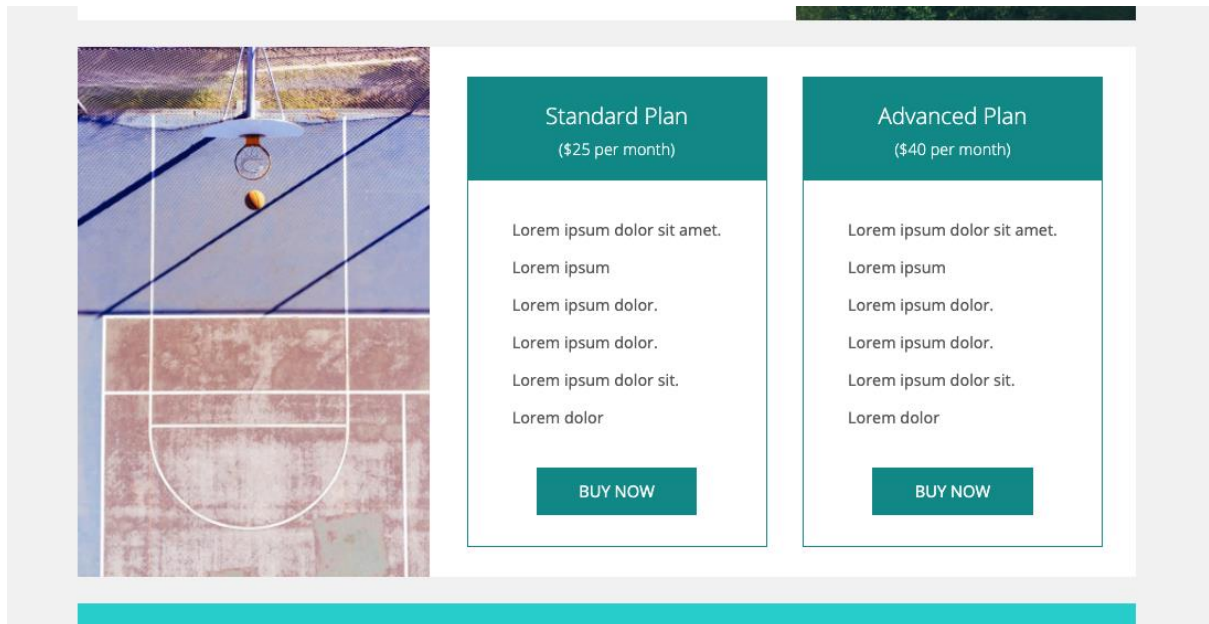 Standard Plan
($25 per month)
Lorem ipsum dolor sit amet.
Lorem ipsum
Lorem ipsum dolor.
Lorem ipsum dolor.
Lorem ipsum dolor sit.
Lorem dolor
BUY NOW
Advanced Plan
($40 per month)
Lorem ipsum dolor sit amet.
Lorem ipsum
Lorem ipsum dolor.
Lorem ipsum dolor.
Lorem ipsum dolor sit.
Lorem dolor
BUY NOW